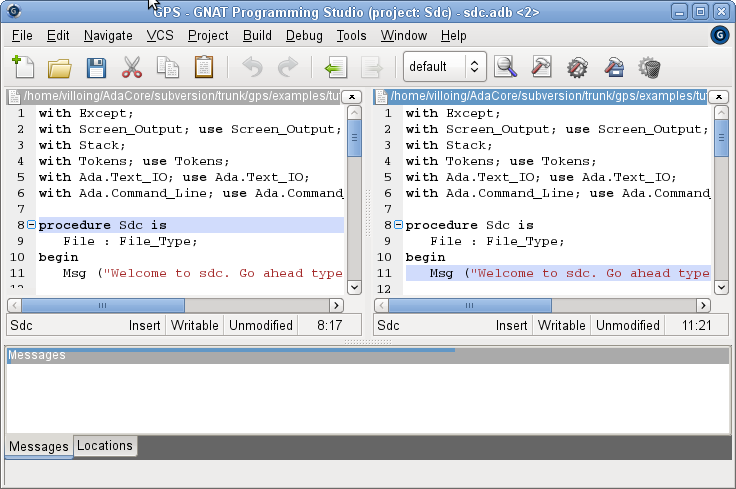 GPS - GNAT Programming Studio (project: Sdc) - sdc.adb <2>
File Edit Navigate VCS Project Build Debug Tools Window Help
default
/home/villoing/AdaCore/subversion/trunk/gps/examples/tu
1 with Except;
2 with Screen_Output; use Screen_Output;
3 with Stack;
4 with Tokens; use Tokens;
5 with Ada.Text_IO; use Ada.Text_IO;
6 with Ada.Command_Line; use Ada.Command_
7
8 procedure Sdc is
9 File : File_Type;
10 begin
11 Msg ("Welcome to sdc. Go ahead type
12
Sdc Insert Writable Unmodified 8:17
/home/villoing/AdaCore/subversion/trunk/gps/examples/tu
1 with Except;
2 with Screen_Output; use Screen_Output;
3 with Stack;
4 with Tokens; use Tokens;
5 with Ada.Text_IO; use Ada.Text_IO;
6 with Ada.Command_Line; use Ada.Command_
7
8 procedure Sdc is
9 File : File_Type;
10 begin
11 Msg ("Welcome to sdc. Go ahead type
12
Sdc Insert Writable Unmodified 11:21
Messages
Messages Locations